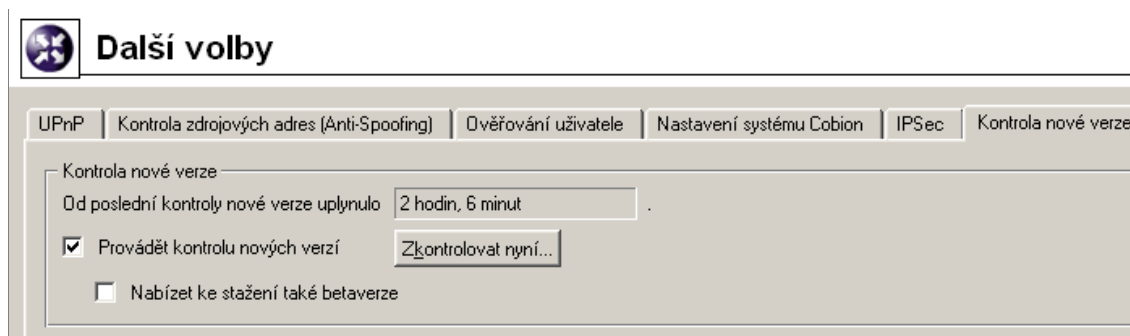 Další volby
UPnP Kontrola zdrojových adres (Anti-Spoofing) Ověřování uživatele Nastavení systému Cobion IPSec Kontrola nové verze
Kontrola nové verze
Od poslední kontroly nové verze uplynulo 2 hodin, 6 minut .
Provádět kontrolu nových verzí Zkontrolovat nyní...
Nabízet ke stažení také betaverze